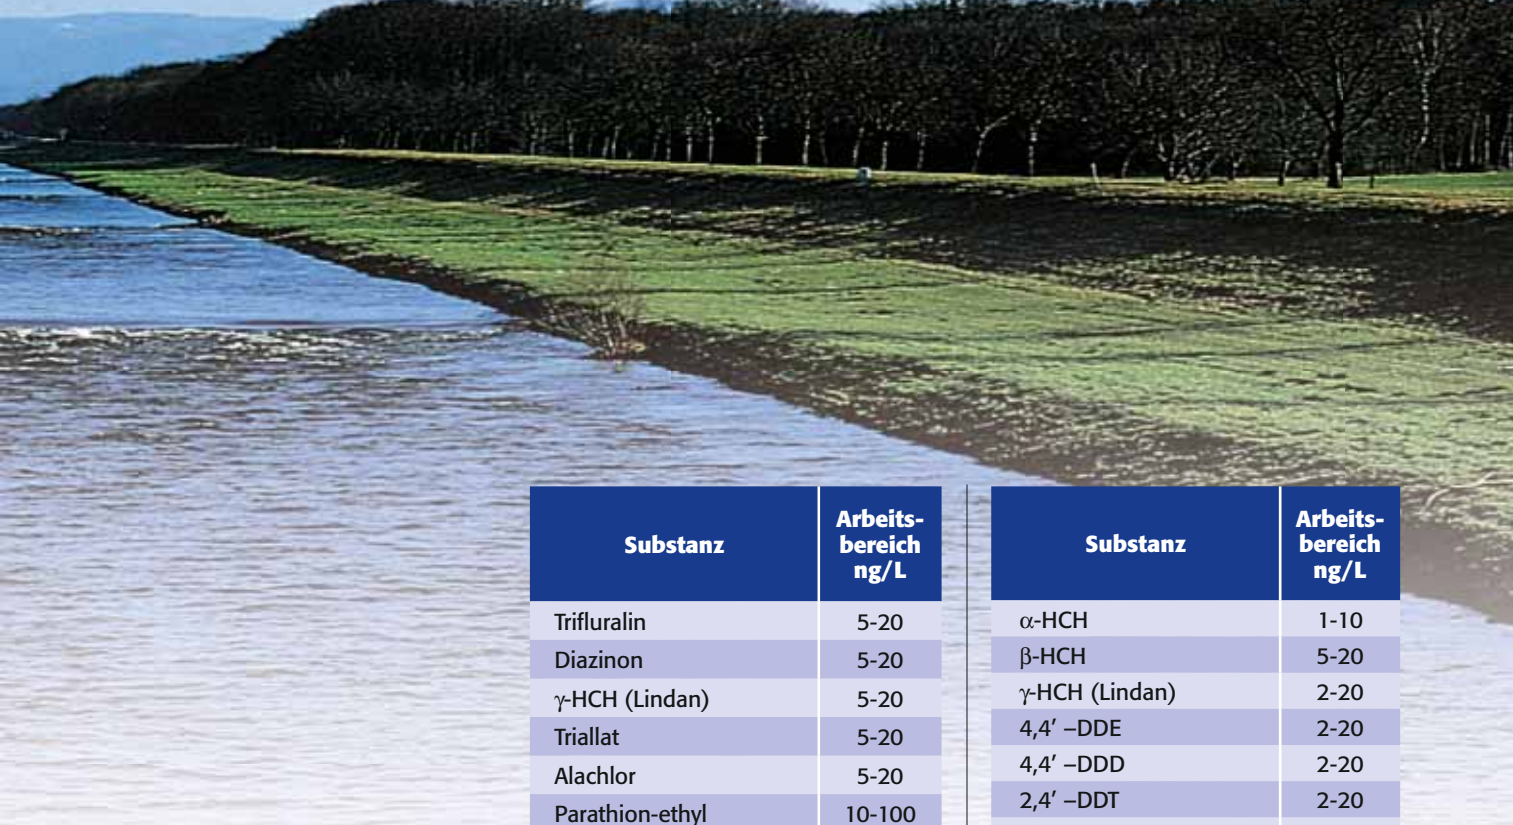 Substanz
Arbeits-
bereich
ng/L
Trifluralin 5-20
Diazinon 5-20
γ-HCH (Lindan) 5-20
Triallat 5-20
Alachlor 5-20
Parathion-ethyl 10-100
Substanz
Arbeits-
bereich
ng/L
α-HCH 1-10
β-HCH 5-20
γ-HCH (Lindan) 2-20
4,4’ –DDE 2-20
4,4’ –DDD 2-20
2,4’ –DDT 2-20